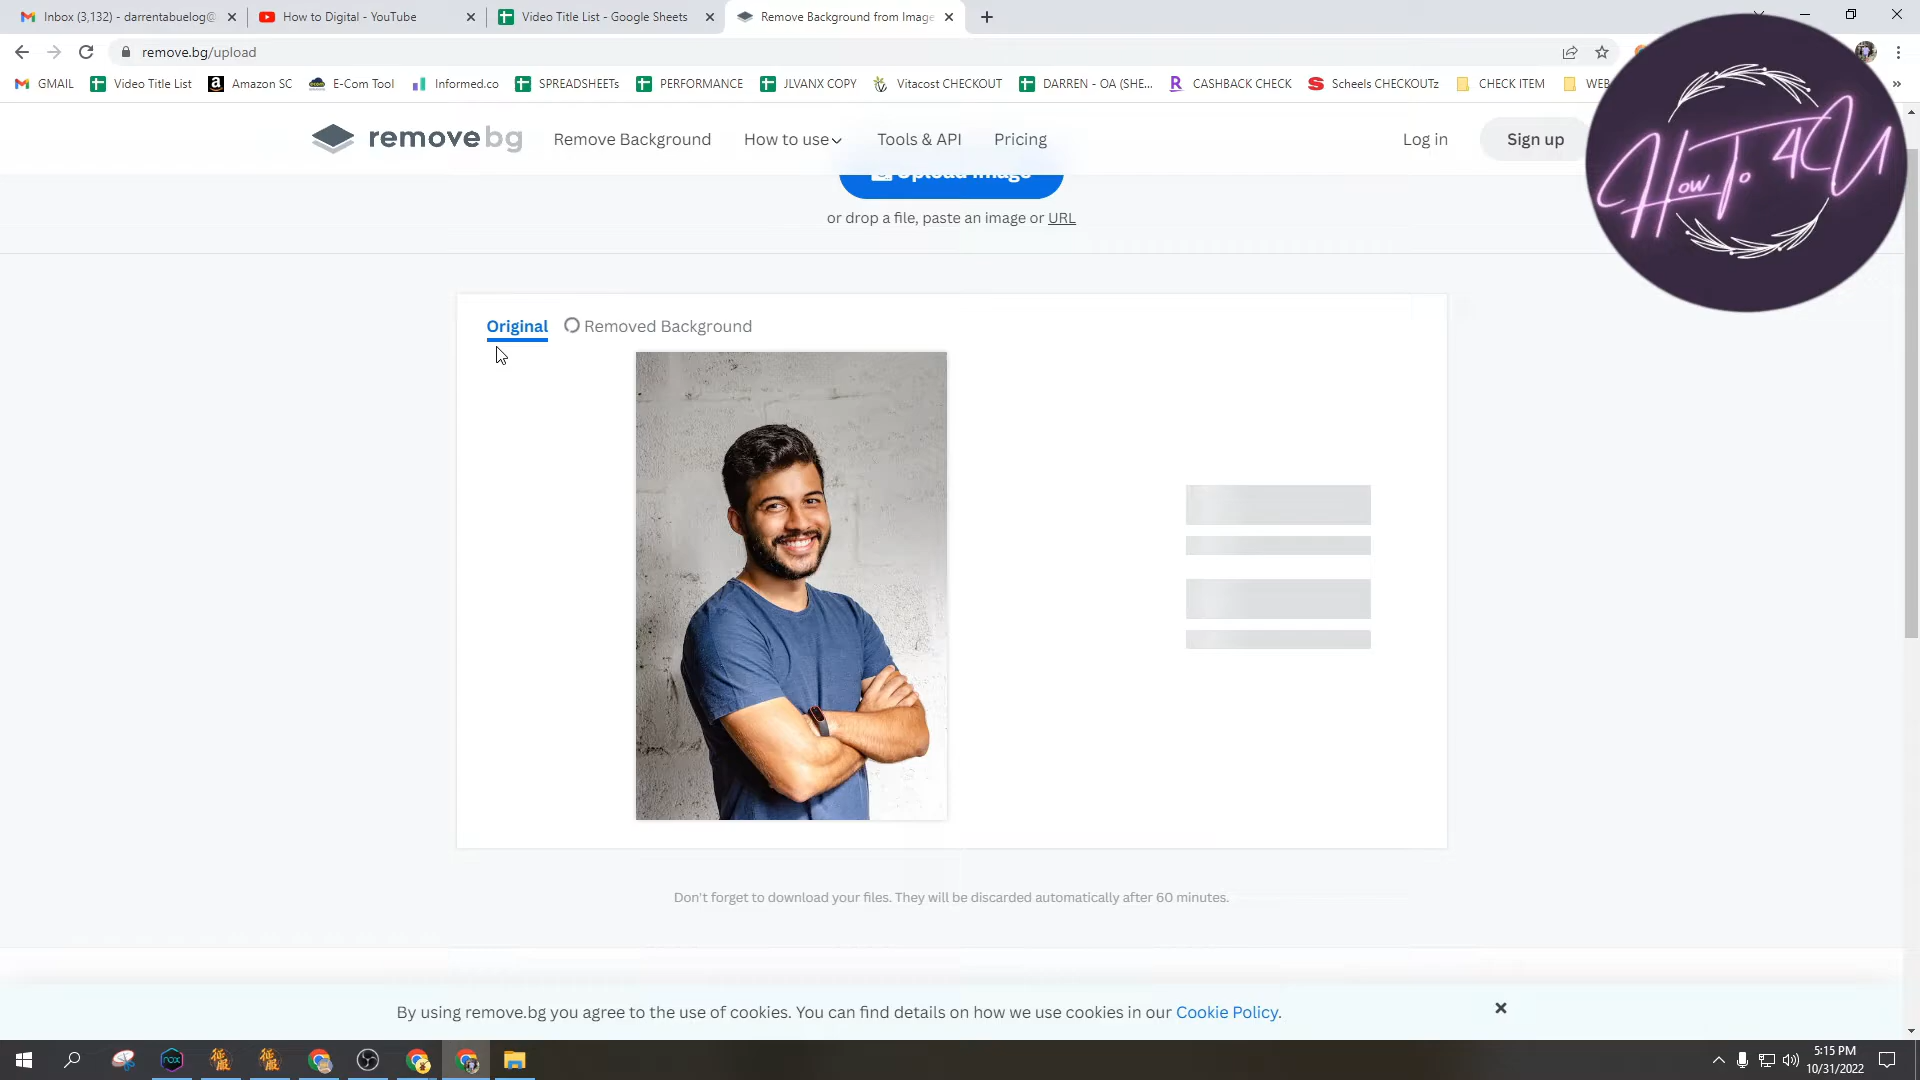 Inbox (3,132) - darrentabuelog@
How to Digital - YouTube
Video Title List - Google Sheets
Remove Background from Image
remove.bg/upload
GMAIL
Video Title List
Amazon SC
E-Com Tool
Informed.co
SPREADSHEETs
PERFORMANCE
JLVANX COPY
Vitacost CHECKOUT
DARREN - OA (SHE...
CASHBACK CHECK
Scheels CHECKOUTz
CHECK ITEM
WEB
removebg
Remove Background
How to use
Tools & API
Pricing
Log in
Sign up
How To 4U
Upload Image
or drop a file, paste an image or URL
Original
Removed Background
Don't forget to download your files. They will be discarded automatically after 60 minutes.
By using remove.bg you agree to the use of cookies. You can find details on how we use cookies in our Cookie Policy.
nox
5:15 PM
10/31/2022